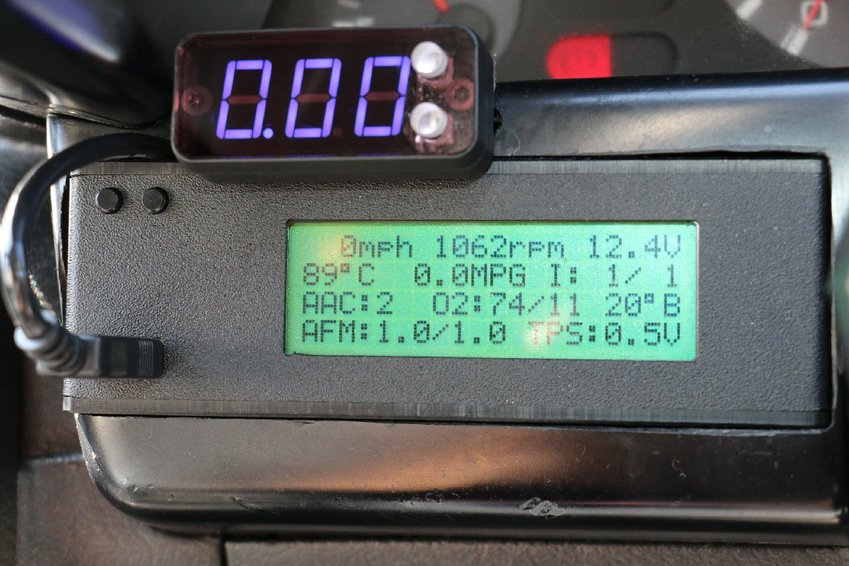 0.00
0mph 1062rpm 12.4V
89°C 0.0MPG I: 1/ 1
AAC:2 O2:74/11 20°B
AFM:1.0/1.0 TPS:0.5V